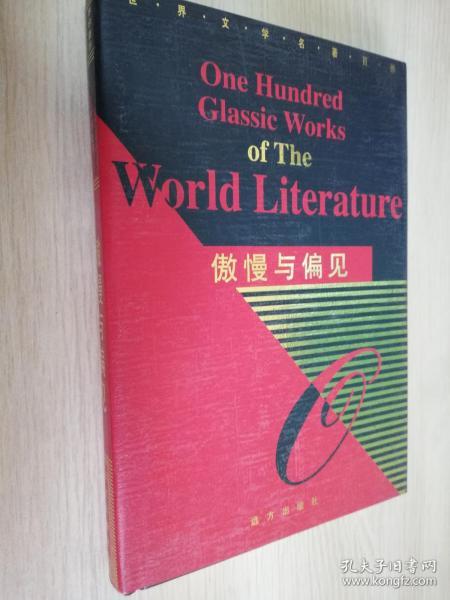 世·界·文·学·名·著·百·部
One Hundred
Glassic Works
of The
World Literature
傲慢与偏见
远方出版社
孔夫子旧书网
www.kongfz.com